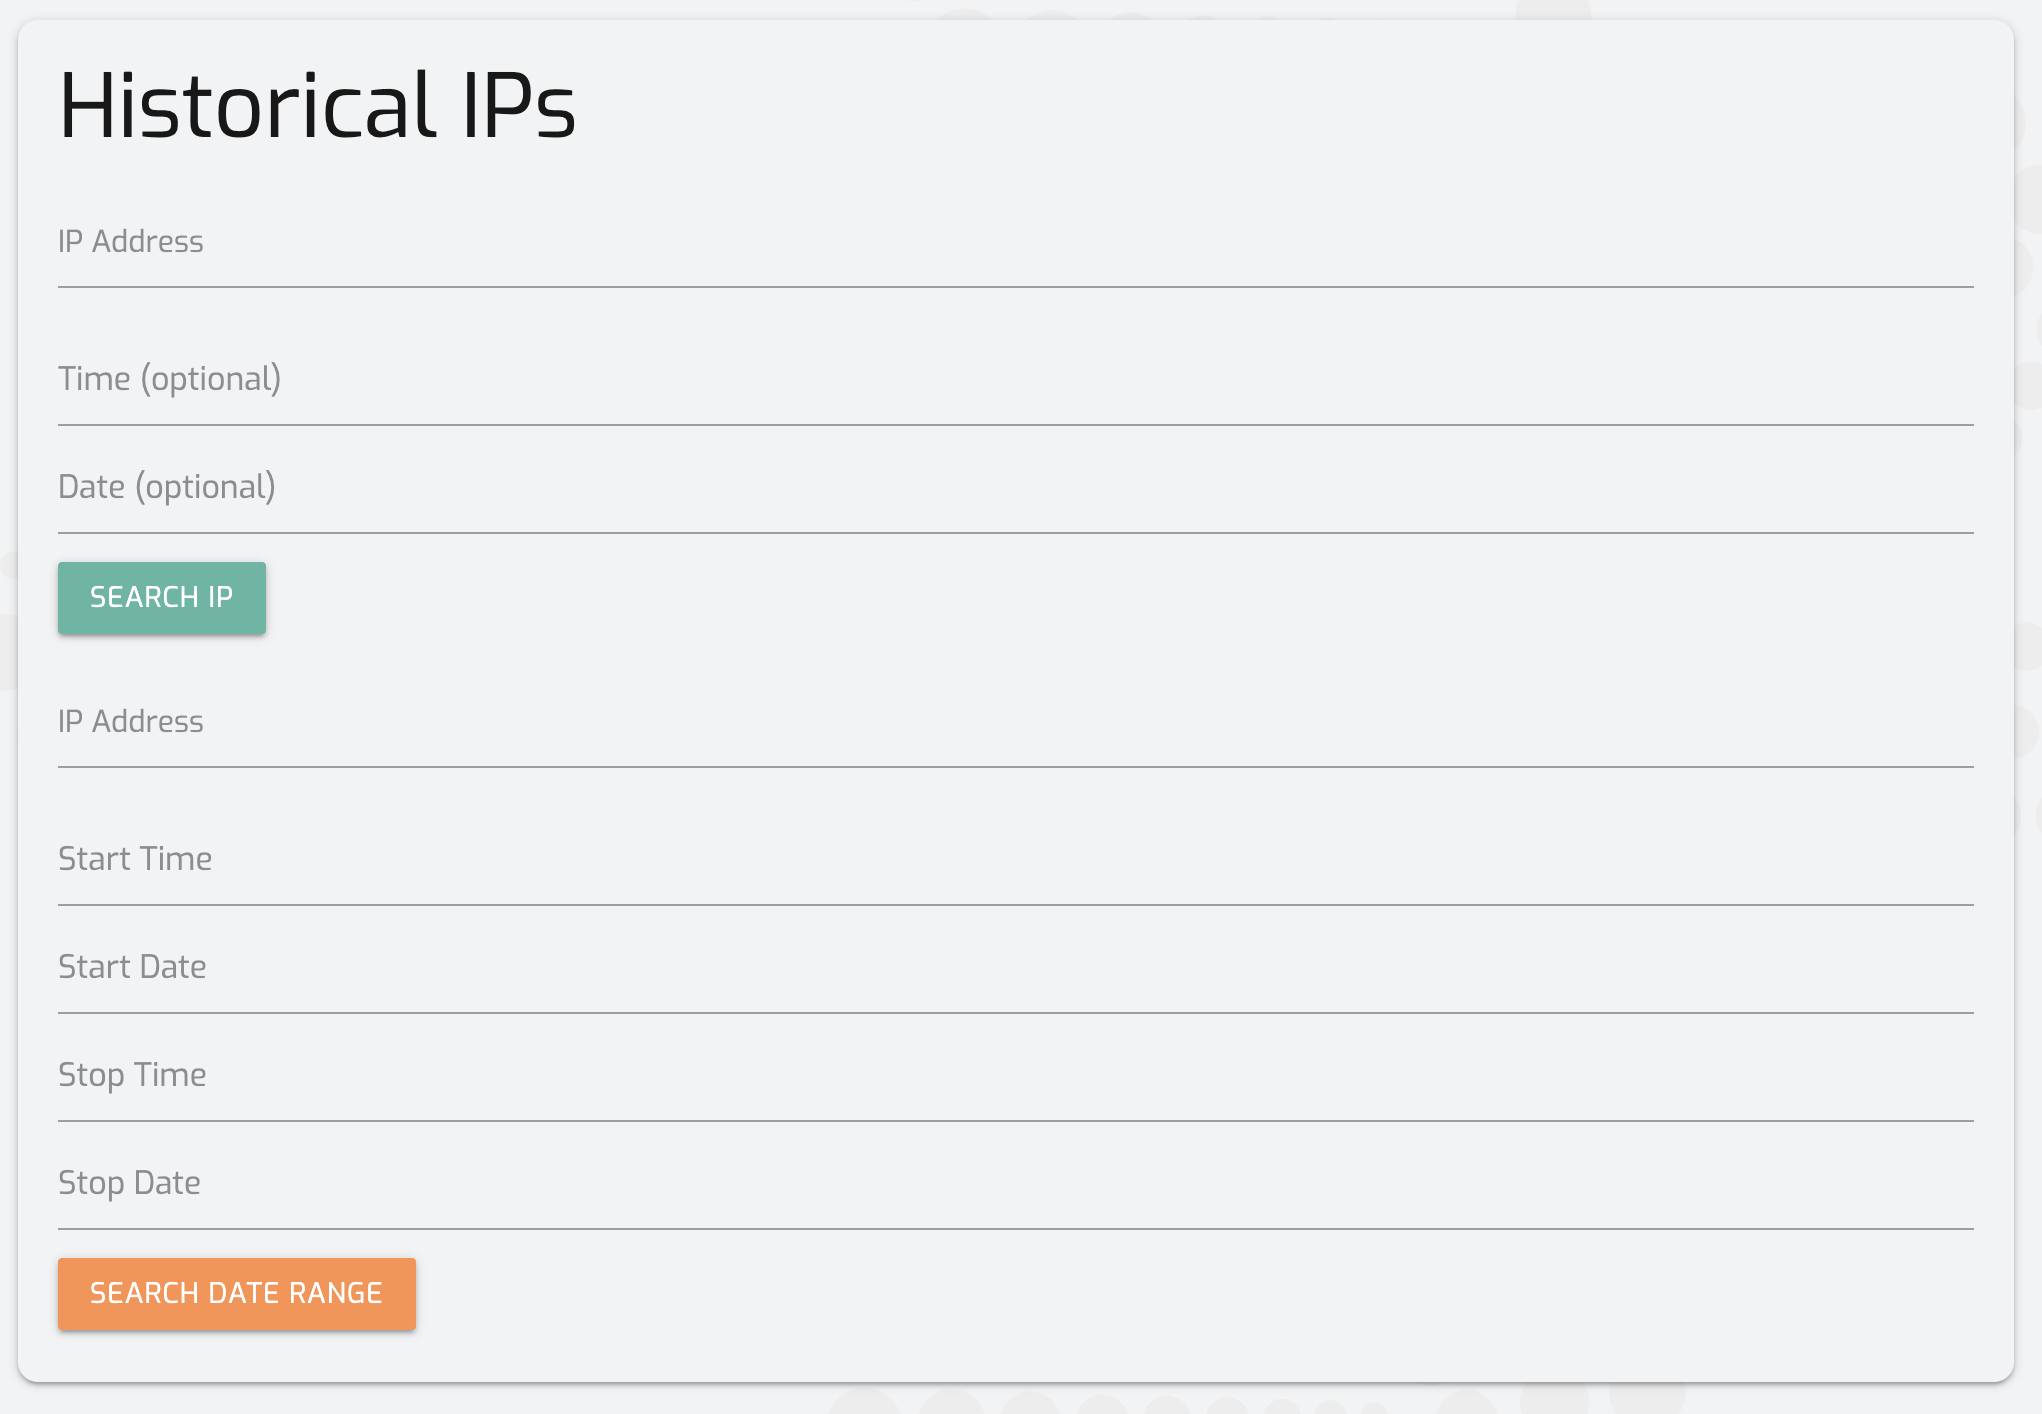 Historical IPs
IP Address
Time (optional)
Date (optional)
SEARCH IP
IP Address
Start Time
Start Date
Stop Time
Stop Date
SEARCH DATE RANGE